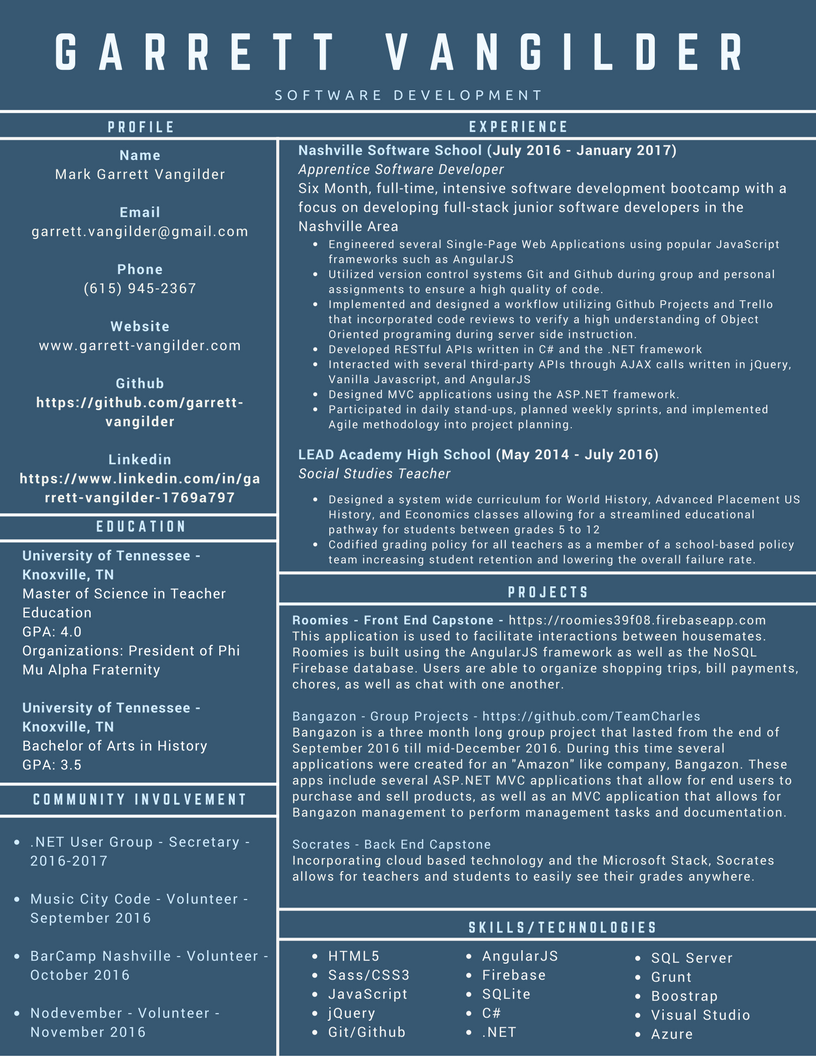 GARRETT VANGILDER
SOFTWARE DEVELOPMENT
PROFILE
Name
Mark Garrett Vangilder
Email
garrett.vangilder@gmail.com
Phone
(615) 945-2367
Website
www.garrett-vangilder.com
Github
https://github.com/garrett-
vangilder
Linkedin
https://www.linkedin.com/in/ga
rrett-vangilder-1769a797
EDUCATION
University of Tennessee -
Knoxville, TN
Master of Science in Teacher
Education
GPA: 4.0
Organizations: President of Phi
Mu Alpha Fraternity
University of Tennessee -
Knoxville, TN
Bachelor of Arts in History
GPA: 3.5
COMMUNITY INVOLVEMENT
• .NET User Group - Secretary -
2016-2017
• Music City Code - Volunteer -
September 2016
• BarCamp Nashville - Volunteer -
October 2016
• Nodevember - Volunteer -
November 2016
EXPERIENCE
Nashville Software School (July 2016 - January 2017)
Apprentice Software Developer
Six Month, full-time, intensive software development bootcamp with a
focus on developing full-stack junior software developers in the
Nashville Area
• Engineered several Single-Page Web Applications using popular JavaScript
frameworks such as AngularJS
• Utilized version control systems Git and Github during group and personal
assignments to ensure a high quality of code.
• Implemented and designed a workflow utilizing Github Projects and Trello
that incorporated code reviews to verify a high understanding of Object
Oriented programing during server side instruction.
• Developed RESTful APIs written in C# and the .NET framework
• Interacted with several third-party APIs through AJAX calls written in jQuery,
Vanilla Javascript, and AngularJS
• Designed MVC applications using the ASP.NET framework.
• Participated in daily stand-ups, planned weekly sprints, and implemented
Agile methodology into project planning.
LEAD Academy High School (May 2014 - July 2016)
Social Studies Teacher
• Designed a system wide curriculum for World History, Advanced Placement US
History, and Economics classes allowing for a streamlined educational
pathway for students between grades 5 to 12
• Codified grading policy for all teachers as a member of a school-based policy
team increasing student retention and lowering the overall failure rate.
PROJECTS
Roomies - Front End Capstone - https://roomies39f08.firebaseapp.com
This application is used to facilitate interactions between housemates.
Roomies is built using the AngularJS framework as well as the NoSQL
Firebase database. Users are able to organize shopping trips, bill payments,
chores, as well as chat with one another.
Bangazon - Group Projects - https://github.com/TeamCharles
Bangazon is a three month long group project that lasted from the end of
September 2016 till mid-December 2016. During this time several
applications were created for an "Amazon" like company, Bangazon. These
apps include several ASP.NET MVC applications that allow for end users to
purchase and sell products, as well as an MVC application that allows for
Bangazon management to perform management tasks and documentation.
Socrates - Back End Capstone
Incorporating cloud based technology and the Microsoft Stack, Socrates
allows for teachers and students to easily see their grades anywhere.
SKILLS/TECHNOLOGIES
• HTML5
• Sass/CSS3
• JavaScript
• jQuery
• Git/Github
• AngularJS
• Firebase
• SQLite
• C#
• .NET
• SQL Server
• Grunt
• Boostrap
• Visual Studio
• Azure